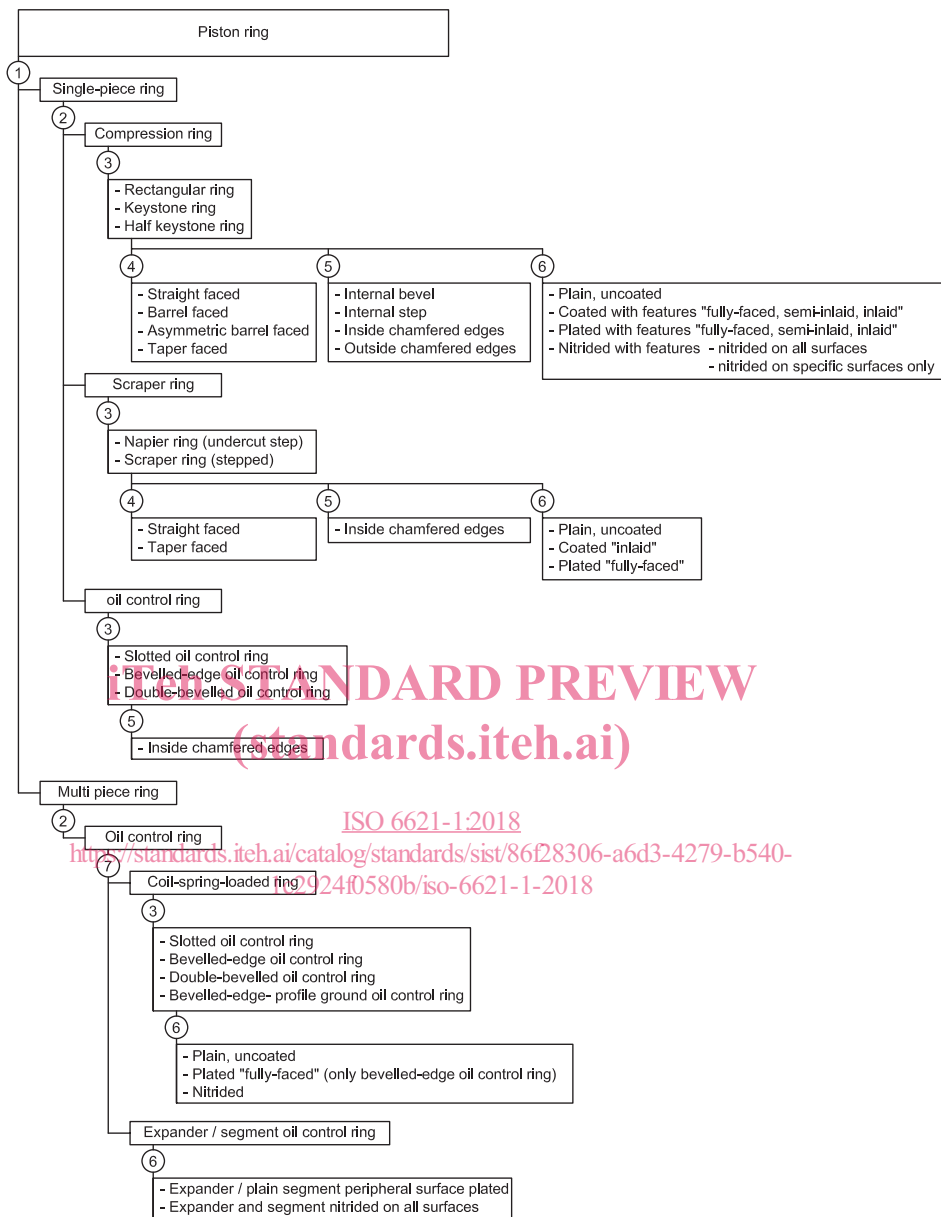 Piston ring
1
Single-piece ring
2
Compression ring
3
- Rectangular ring
- Keystone ring
- Half keystone ring
4
- Straight faced
- Barrel faced
- Asymmetric barrel faced
- Taper faced
5
- Internal bevel
- Internal step
- Inside chamfered edges
- Outside chamfered edges
6
- Plain, uncoated
- Coated with features "fully-faced, semi-inlaid, inlaid"
- Plated with features "fully-faced, semi-inlaid, inlaid"
- Nitrided with features - nitrided on all surfaces
- nitrided on specific surfaces only
Scraper ring
3
- Napier ring (undercut step)
- Scraper ring (stepped)
4
- Straight faced
- Taper faced
5
- Inside chamfered edges
6
- Plain, uncoated
- Coated "inlaid"
- Plated "fully-faced"
oil control ring
3
- Slotted oil control ring
- Bevelled-edge oil control ring
- Double-bevelled oil control ring
iTeh STANDARD PREVIEW
5
- Inside chamfered edges
(standards.iteh.ai)
Multi piece ring
2
ISO 6621-1:2018
Oil control ring
https://standards.iteh.ai/catalog/standards/sist/86f28306-a6d3-4279-b540-
7
1c2924f0580b/iso-6621-1-2018
Coil-spring-loaded ring
3
- Slotted oil control ring
- Bevelled-edge oil control ring
- Double-bevelled oil control ring
- Bevelled-edge- profile ground oil control ring
6
- Plain, uncoated
- Plated "fully-faced" (only bevelled-edge oil control ring)
- Nitrided
Expander / segment oil control ring
6
- Expander / plain segment peripheral surface plated
- Expander and segment nitrided on all surfaces